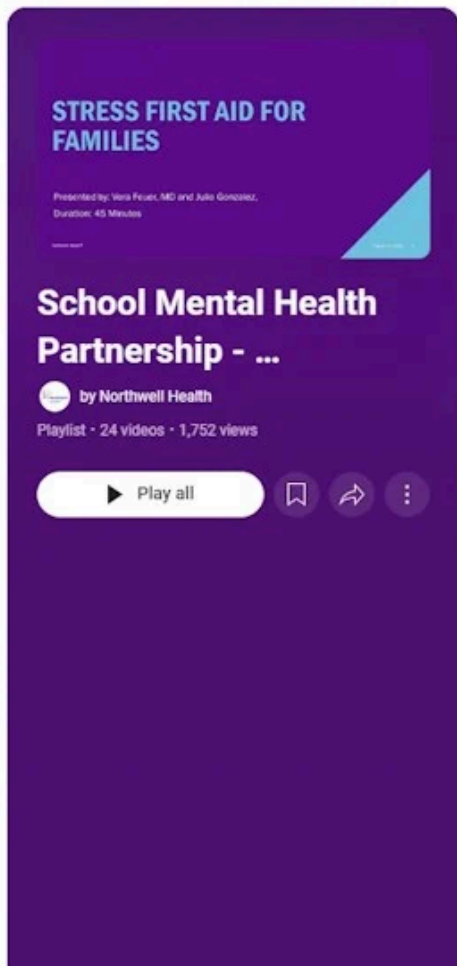 STRESS FIRST AID FOR
FAMILIES
Presented by: Vera Feuer, MD and Julio Gonzalez,
Duration: 45 Minutes
School Mental Health
Partnership - ...
by Northwell Health
Playlist • 24 videos • 1,752 views
Play all